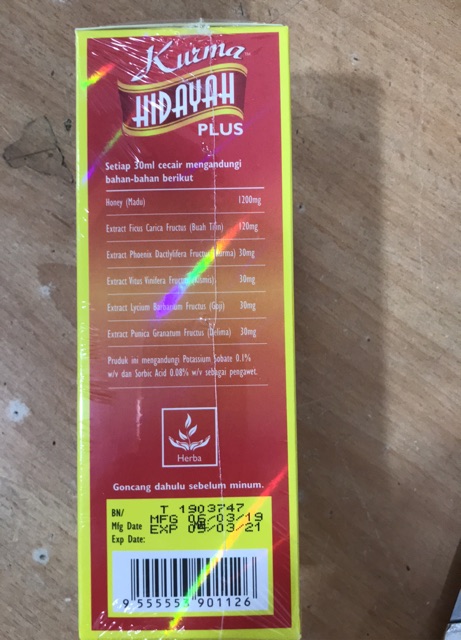 Kurma
HIDAYAH
PLUS
Setiap 30ml cecair mengandungi
bahan-bahan berikut
Honey (Madu) 1200mg
Extract Ficus Carica Fructus (Buah Tin) 120mg
Extract Phoenix Dactlylifera Fructus (Kurma) 30mg
Extract Vitus Vinifera Fructus (Kismis) 30mg
Extract Lycium Barbarum Fructus (Goji) 30mg
Extract Punica Granatum Fructus (Delima) 30mg
Produk ini mengandungi Potassium Sobate 0.1%
w/v dan Sorbic Acid 0.08% w/v sebagai pengawet.
Herba
Goncang dahulu sebelum minum.
BN/ T 1903747
Mfg Date MFG 06/03/19
Exp Date: EXP 05/03/21
9 555555 901126